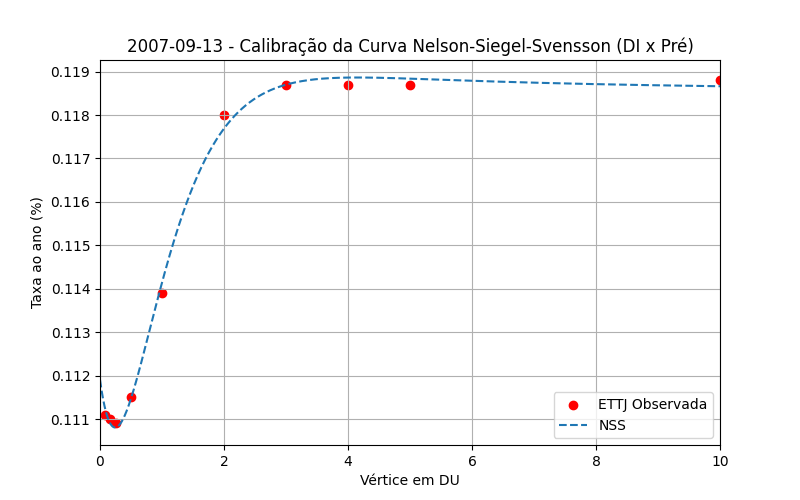 2007-09-13 - Calibração da Curva Nelson-Siegel-Svensson (DI x Pré)
Taxa ao ano (%)
0.119
0.118
0.117
0.116
0.115
0.114
0.113
0.112
0.111
ETTJ Observada
NSS
0 2 4 6 8 10
Vértice em DU